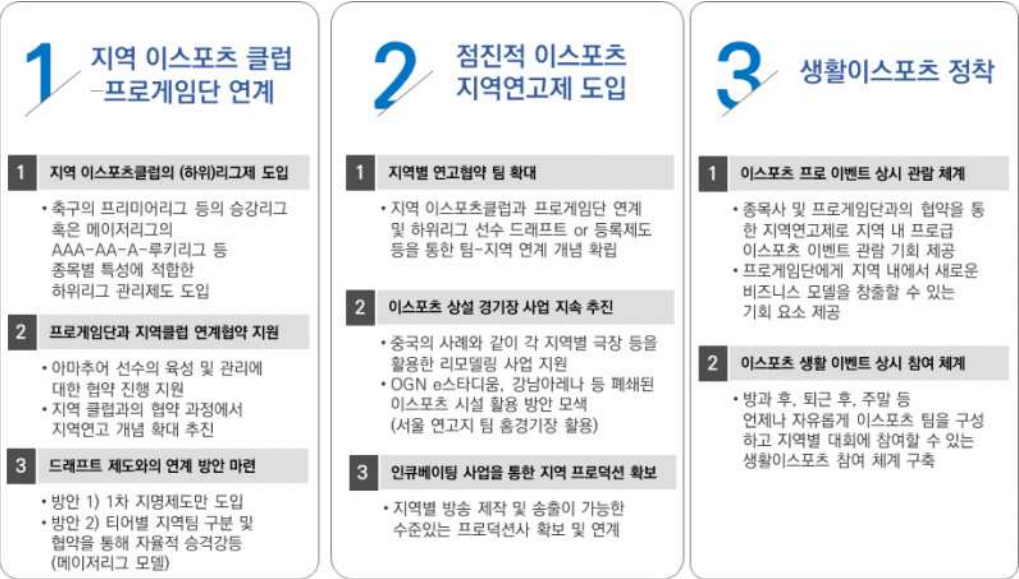 1
지역 이스포츠 클럽
-프로게임단 연계
1 지역 이스포츠클럽의 (하위)리그제 도입
• 축구의 프리미어리그 등의 승강리그
혹은 메이저리그의
AAA-AA-A-루키리그 등
종목별 특성에 적합한
하위리그 관리제도 도입
2 프로게임단과 지역클럽 연계협약 지원
• 아마추어 선수의 육성 및 관리에
대한 협약 진행 지원
• 지역 클럽과의 협약 과정에서
지역연고 개념 확대 추진
3 드래프트 제도와의 연계 방안 마련
• 방안 1) 1차 지명제도만 도입
• 방안 2) 티어별 지역팀 구분 및
협약을 통해 자율적 승격강등
(메이저리그 모델)
2
점진적 이스포츠
지역연고제 도입
1 지역별 연고협약 팀 확대
• 지역 이스포츠클럽과 프로게임단 연계
및 하위리그 선수 드래프트 or 등록제도
등을 통한 팀-지역 연계 개념 확립
2 이스포츠 상설 경기장 사업 지속 추진
• 중국의 사례와 같이 각 지역별 극장 등을
활용한 리모델링 사업 지원
• OGN e스타디움, 강남아레나 등 폐쇄된
이스포츠 시설 활용 방안 모색
(서울 연고지 팀 홈경기장 활용)
3 인큐베이팅 사업을 통한 지역 프로덕션 확보
• 지역별 방송 제작 및 송출이 가능한
수준있는 프로덕션사 확보 및 연계
3
생활이스포츠 정착
1 이스포츠 프로 이벤트 상시 관람 체계
• 종목사 및 프로게임단과의 협약을 통
한 지역연고제로 지역 내 프로급
이스포츠 이벤트 관람 기회 제공
• 프로게임단에게 지역 내에서 새로운
비즈니스 모델을 창출할 수 있는
기회 요소 제공
2 이스포츠 생활 이벤트 상시 참여 체계
• 방과 후, 퇴근 후, 주말 등
언제나 자유롭게 이스포츠 팀을 구성
하고 지역별 대회에 참여할 수 있는
생활이스포츠 참여 체계 구축